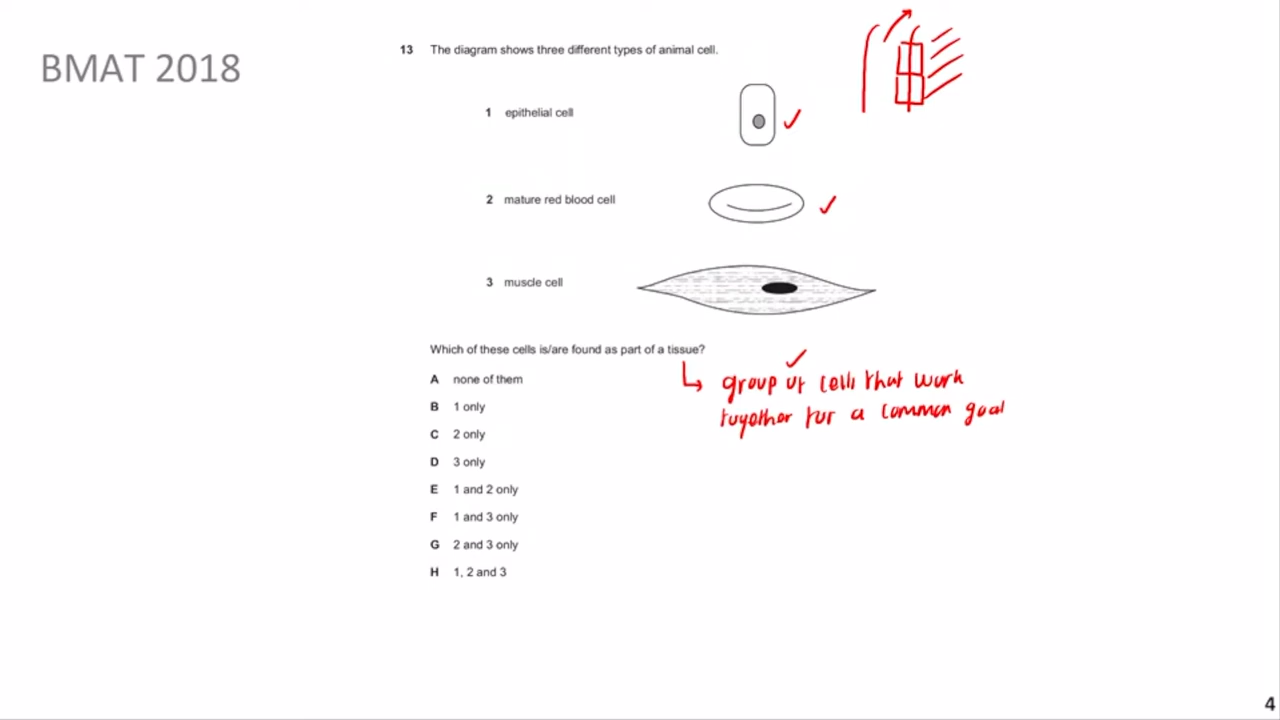 BMAT 2018
13 The diagram shows three different types of animal cell.
1 epithelial cell
2 mature red blood cell
3 muscle cell
Which of these cells is/are found as part of a tissue?
A none of them
B 1 only
C 2 only
D 3 only
E 1 and 2 only
F 1 and 3 only
G 2 and 3 only
H 1, 2 and 3
group of cells that work
together for a common goal
4